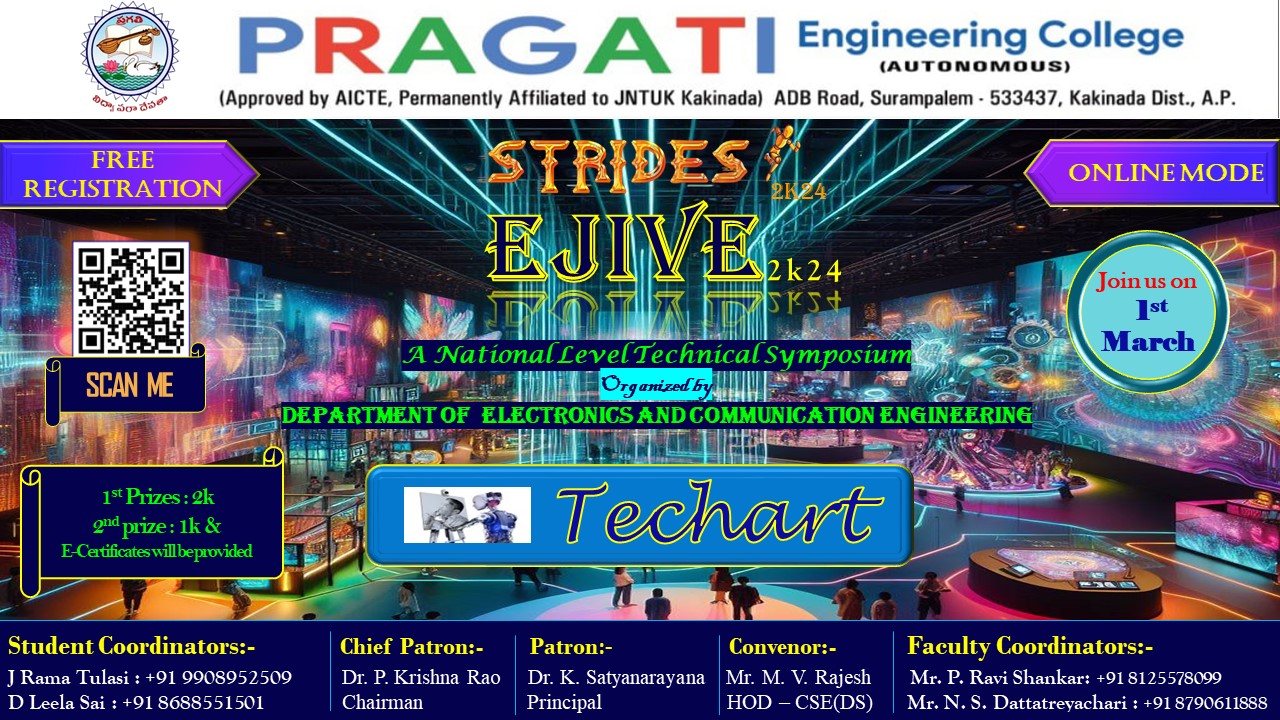 ప్రగతి
విద్యా పరా దేవతా
PRAGATI Engineering College
(AUTONOMOUS)
(Approved by AICTE, Permanently Affiliated to JNTUK Kakinada) ADB Road, Surampalem - 533437, Kakinada Dist., A.P.
FREE
REGISTRATION
STRIDES
2K24
ONLINE MODE
EJIVE 2k24
Join us on
1st
March
SCAN ME
A National Level Technical Symposium
Organized by
DEPARTMENT OF ELECTRONICS AND COMMUNICATION ENGINEERING
1st Prizes : 2k
2nd prize : 1k &
E-Certificates will be provided
Techart
Student Coordinators:-
J Rama Tulasi : +91 9908952509
D Leela Sai : +91 8688551501
Chief Patron:-
Dr. P. Krishna Rao
Chairman
Patron:-
Dr. K. Satyanarayana
Principal
Convenor:-
Mr. M. V. Rajesh
HOD – CSE(DS)
Faculty Coordinators:-
Mr. P. Ravi Shankar: +91 8125578099
Mr. N. S. Dattatreyachari : +91 8790611888